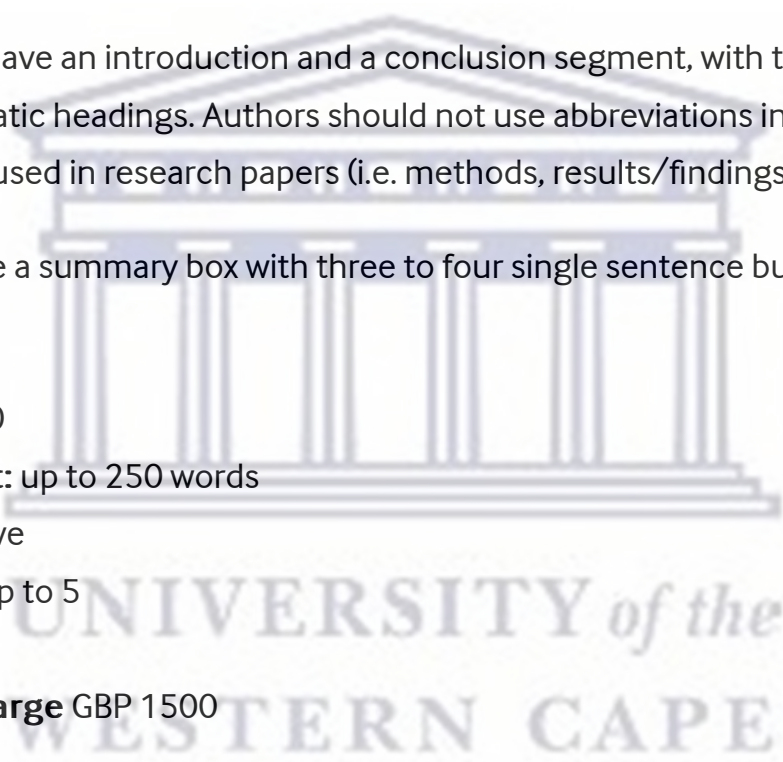 ave an introduction and a conclusion segment, with t
atic headings. Authors should not use abbreviations in
used in research papers (i.e. methods, results/findings
e a summary box with three to four single sentence bu
0
t: up to 250 words
ve
p to 5
UNIVERSITY of the
arge GBP 1500
WESTERN CAPE